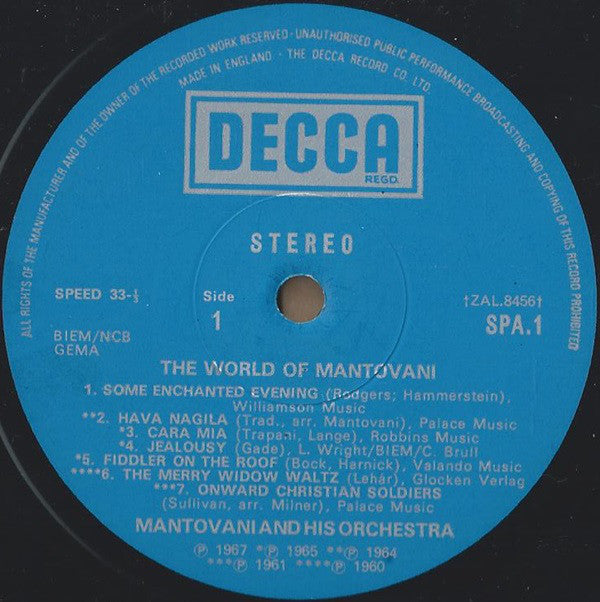 ALL RIGHTS OF THE MANUFACTURER AND OF THE OWNER OF THE RECORDED WORK RESERVED · UNAUTHORISED PUBLIC PERFORMANCE BROADCASTING AND COPYING OF THIS RECORD PROHIBITED
MADE IN ENGLAND · THE DECCA RECORD CO. LTD.
DECCA
REGD.
STEREO
SPEED 33-⅓
Side
1
†ZAL.8456†
SPA.1
BIEM/NCB
GEMA
THE WORLD OF MANTOVANI
1. SOME ENCHANTED EVENING (Rodgers; Hammerstein),
Williamson Music
**2. HAVA NAGILA (Trad., arr. Mantovani), Palace Music
*3. CARA MIA (Trapani, Lange), Robbins Music
*4. JEALOUSY (Gade), L. Wright/BIEM/C. Brull
*5. FIDDLER ON THE ROOF (Bock, Harnick), Valando Music
****6. THE MERRY WIDOW WALTZ (Lehár), Glocken Verlag
***7. ONWARD CHRISTIAN SOLDIERS
(Sullivan, arr. Milner), Palace Music
MANTOVANI AND HIS ORCHESTRA
℗ 1967 *℗ 1965 **℗ 1964
***℗ 1961 ****℗ 1960